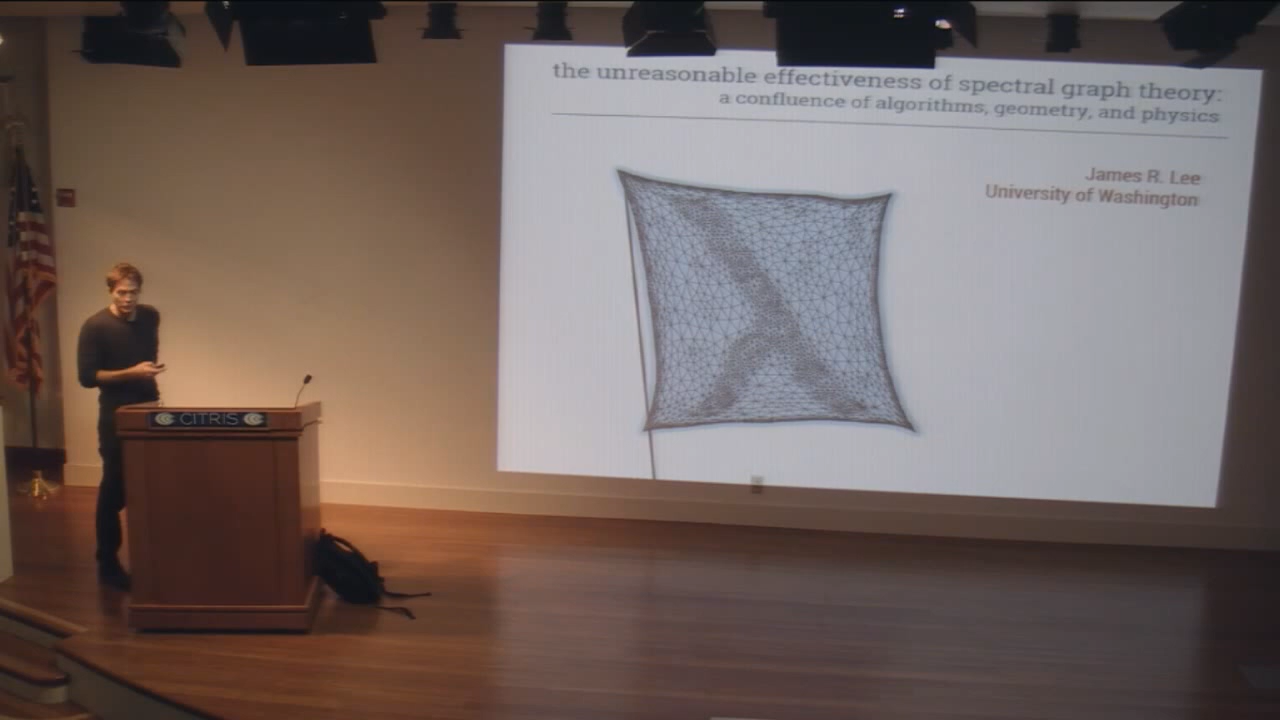 the unreasonable effectiveness of spectral graph theory:
a confluence of algorithms, geometry, and physics
James R. Lee
University of Washington
CITRIS